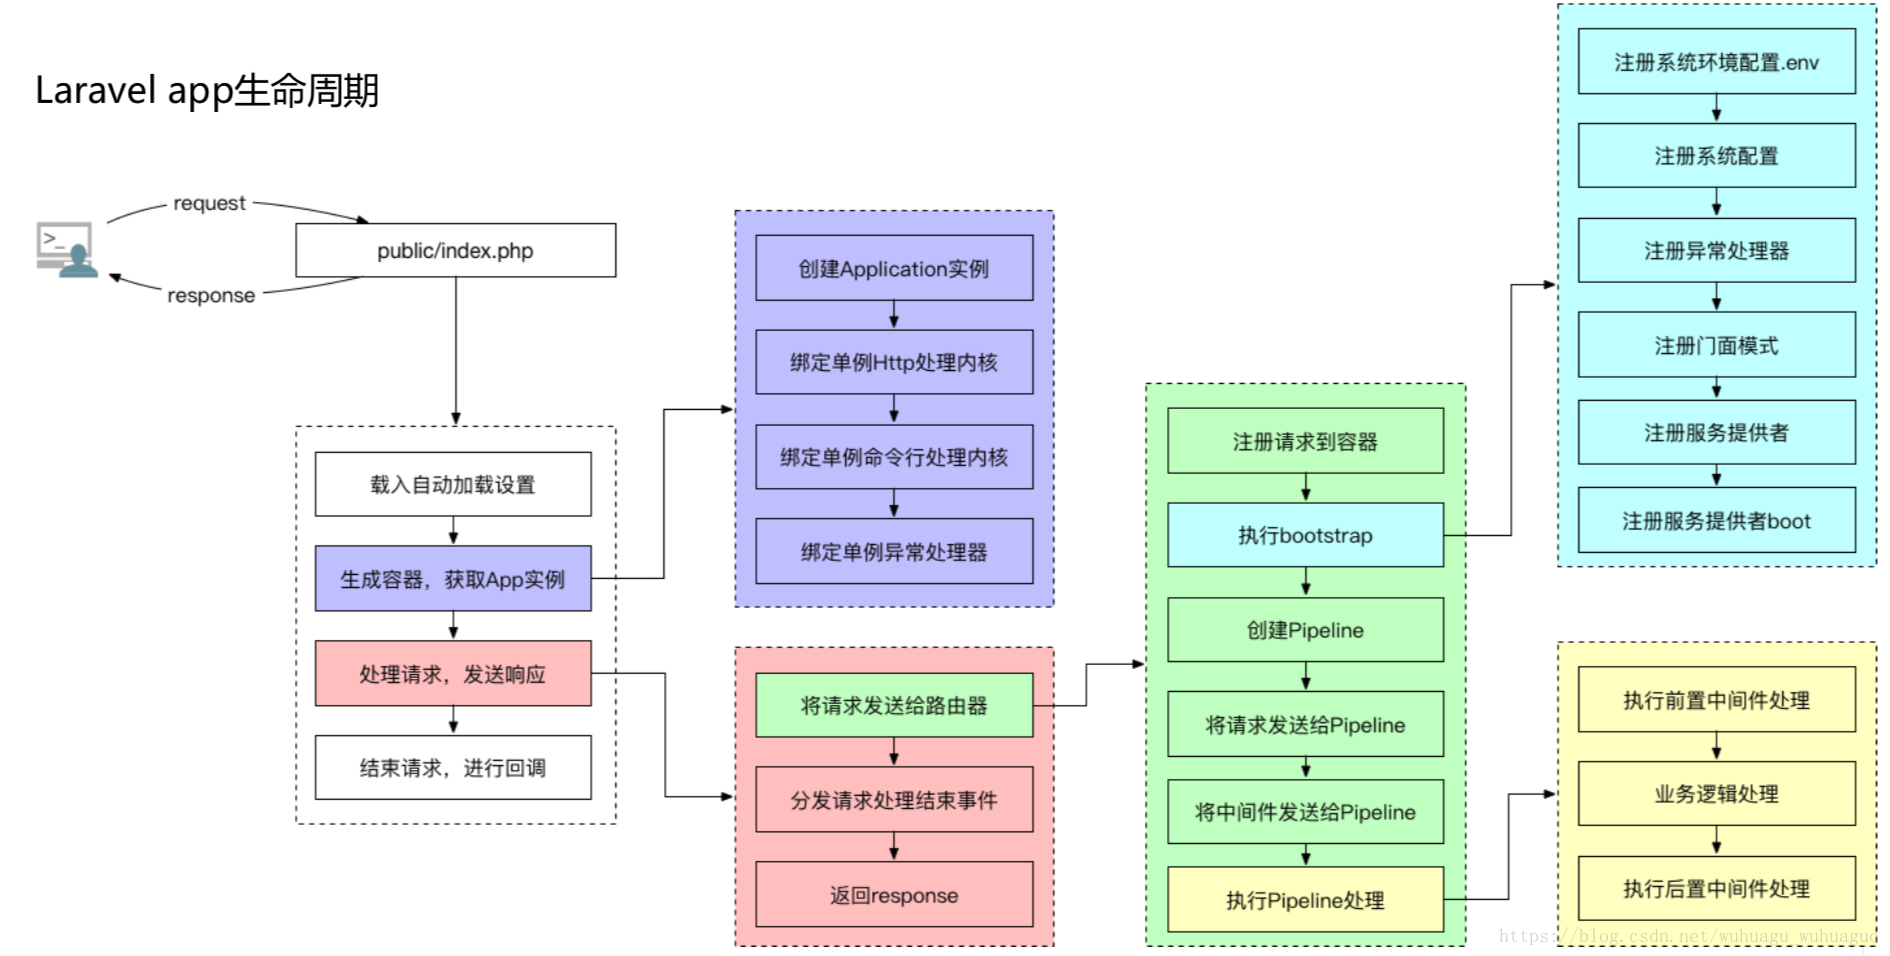 Laravel app生命周期
request
public/index.php
response
载入自动加载设置
生成容器，获取App实例
处理请求，发送响应
结束请求，进行回调
创建Application实例
绑定单例Http处理内核
绑定单例命令行处理内核
绑定单例异常处理器
将请求发送给路由器
分发请求处理结束事件
返回response
注册请求到容器
执行bootstrap
创建Pipeline
将请求发送给Pipeline
将中间件发送给Pipeline
执行Pipeline处理
注册系统环境配置.env
注册系统配置
注册异常处理器
注册门面模式
注册服务提供者
注册服务提供者boot
执行前置中间件处理
业务逻辑处理
执行后置中间件处理
>_